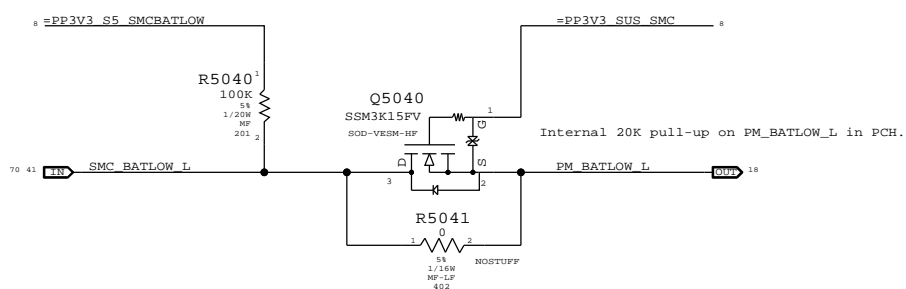 8 =PP3V3_S5_SMCBATLOW
=PP3V3_SUS_SMC 8
R5040 1
100K
5%
1/20W
MF
201
2
Q5040
SSM3K15FV
SOD-VESM-HF
1
G
D
S
3
2
Internal 20K pull-up on PM_BATLOW_L in PCH.
70 41 IN SMC_BATLOW_L
PM_BATLOW_L OUT 18
R5041
0
1 2
5%
1/16W
MF-LF
402
NOSTUFF